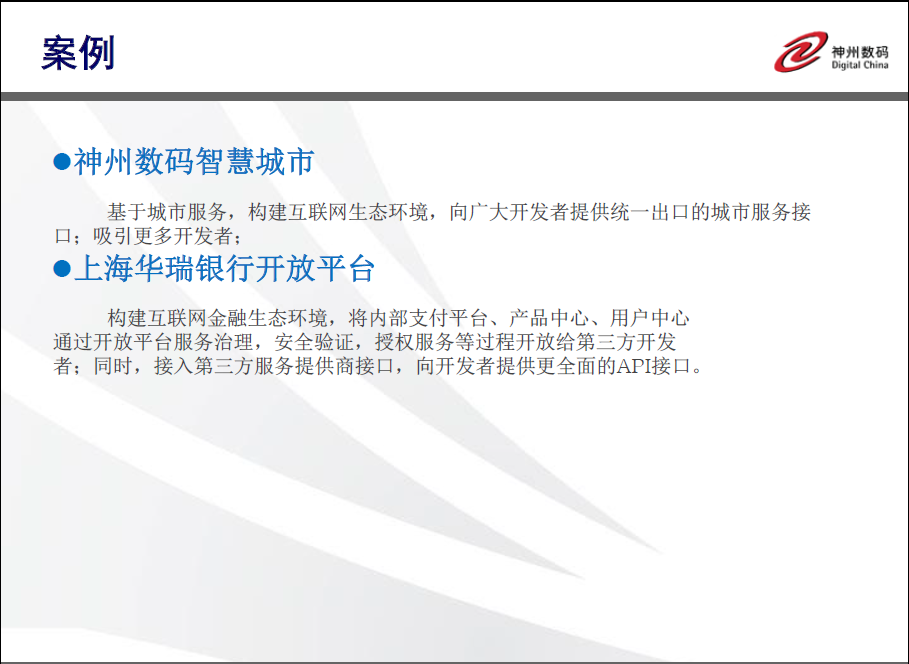 案例
神州数码
Digital China
●神州数码智慧城市
基于城市服务，构建互联网生态环境，向广大开发者提供统一出口的城市服务接
口；吸引更多开发者；
●上海华瑞银行开放平台
构建互联网金融生态环境，将内部支付平台、产品中心、用户中心
通过开放平台服务治理，安全验证，授权服务等过程开放给第三方开发
者；同时，接入第三方服务提供商接口，向开发者提供更全面的API接口。